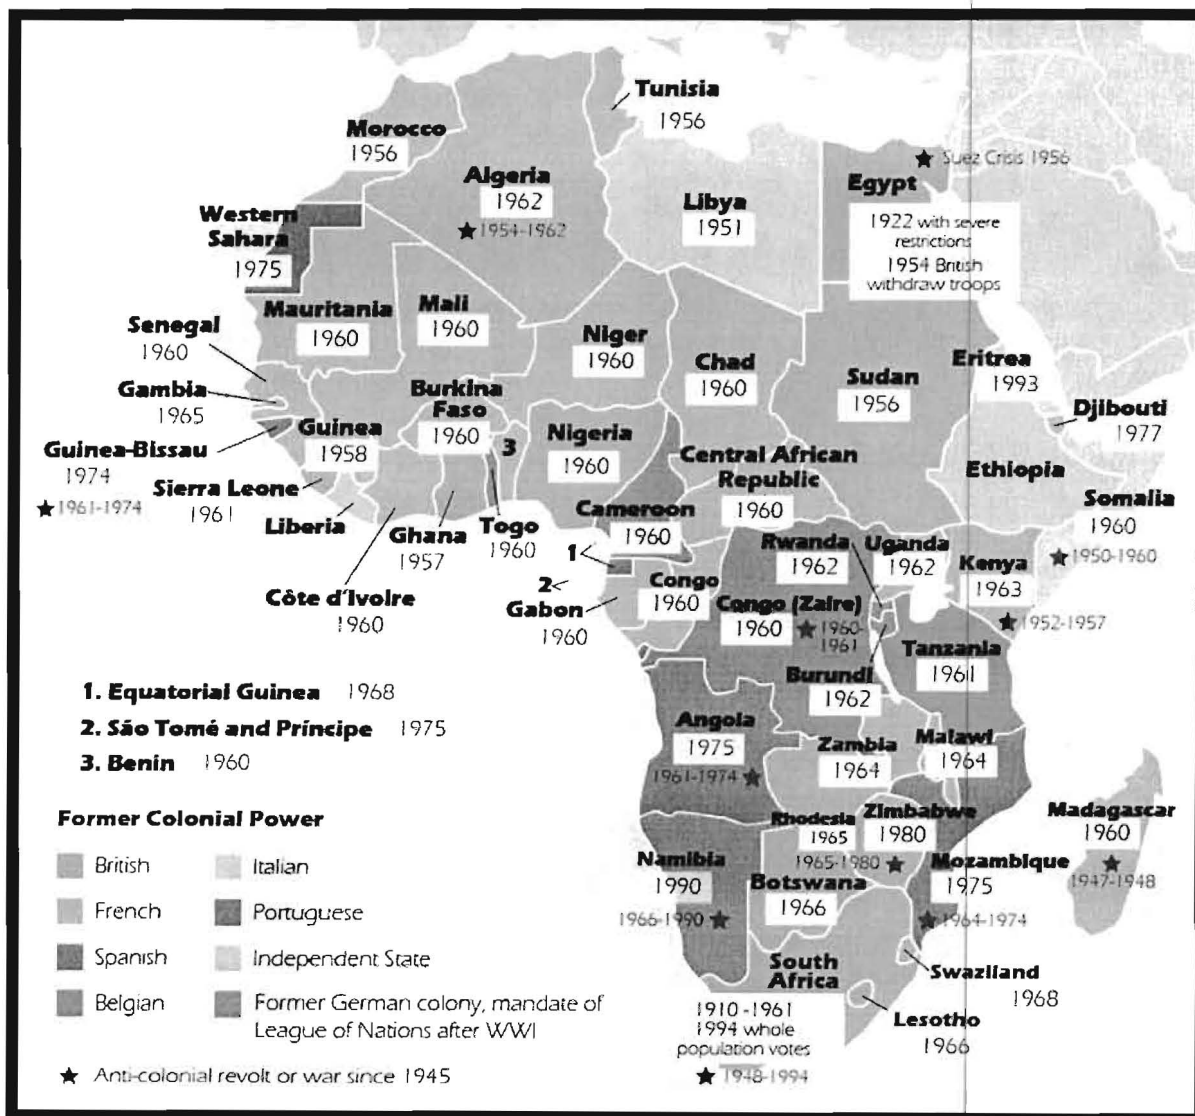 Tunisia
1956
Morocco
1956
Algeria
1962
★ 1954-1962
Libya
1951
★ Suez Crisis 1956
Egypt
1922 with severe
restrictions
1954 British
withdraw troops
Western
Sahara
1975
Mauritania
1960
Mali
1960
Niger
1960
Chad
1960
Sudan
1956
Eritrea
1993
Djibouti
1977
Senegal
1960
Gambia
1965
Guinea-Bissau
1974
★ 1961-1974
Guinea
1958
Burkina
Faso
1960
3
Nigeria
1960
Central African
Republic
1960
Ethiopia
Somalia
1960
★ 1950-1960
Sierra Leone
1961
Liberia
Ghana
1957
Togo
1960
Cameroon
1960
Côte d'Ivoire
1960
1
2
Gabon
1960
Congo
1960
Rwanda
1962
Uganda
1962
Kenya
1963
★ 1952-1957
Congo (Zaire)
1960
★ 1960-
1961
Burundi
1962
Tanzania
1961
1. Equatorial Guinea 1968
2. São Tomé and Príncipe 1975
3. Benin 1960
Angola
1975
1961-1974 ★
Zambia
1964
Malawi
1964
Rhodesia
1965
1965-1980 ★
Zimbabwe
1980
Madagascar
1960
★
1947-1948
Namibia
1990
1966-1990 ★
Botswana
1966
Mozambique
1975
★ 1964-1974
South
Africa
1910 -1961
1994 whole
population votes
★ 1948-1994
Swaziland
1968
Lesotho
1966
Former Colonial Power
British
French
Spanish
Belgian
Italian
Portuguese
Independent State
Former German colony, mandate of
League of Nations after WWI
★ Anti-colonial revolt or war since 1945